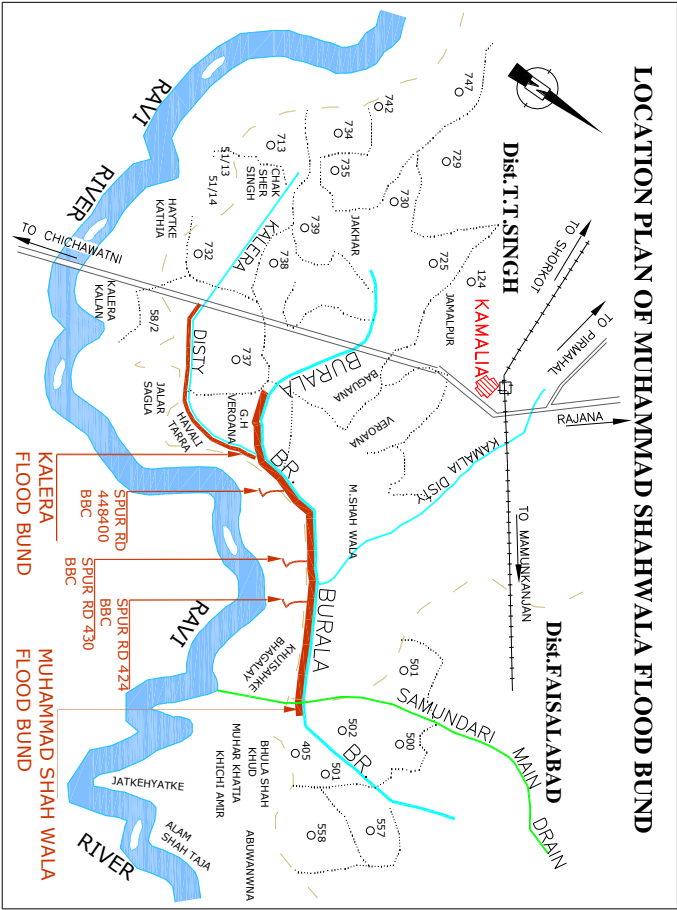 LOCATION PLAN OF MUHAMMAD SHAHWALA FLOOD BUND
Dist.T.T.SINGH
Dist.FAISALABAD
TO SHORKOT
TO PIRMAHAL
RAJANA
TO MAMUNKANJAN
KAMALIA
124
747
742
729
734
735
730
725
713
739
738
732
737
JAMALPUR
JAKHAR
CHAK
SHER
SINGH
51/13
51/14
HAYTKE
KATHIA
KALERA
DISTY
BURALA
BR.
BAGUANA
VEROANA
KAMALIA DISTY
M.SHAH WALA
G.H
VEROANA
HAVALI
TARRA
JALAR
SAGLA
58/2
KALERA
KALAN
TO CHICHAWATNI
RAVI
RIVER
BURALA
BR.
KHUISAHKE
BHAGALAY
SAMUNDARI
MAIN
DRAIN
501
500
502
405
501
557
558
BHULA SHAH
KHUD
MUHAR KHATIA
KHICHI AMIR
ABUWANWNA
KALERA
FLOOD BUND
SPUR RD
448400
BBC
SPUR RD 430
BBC
SPUR RD 424
BBC
MUHAMMAD SHAH WALA
FLOOD BUND
RAVI
RIVER
JATKEHYATKE
ALAM
SHAH TAJA